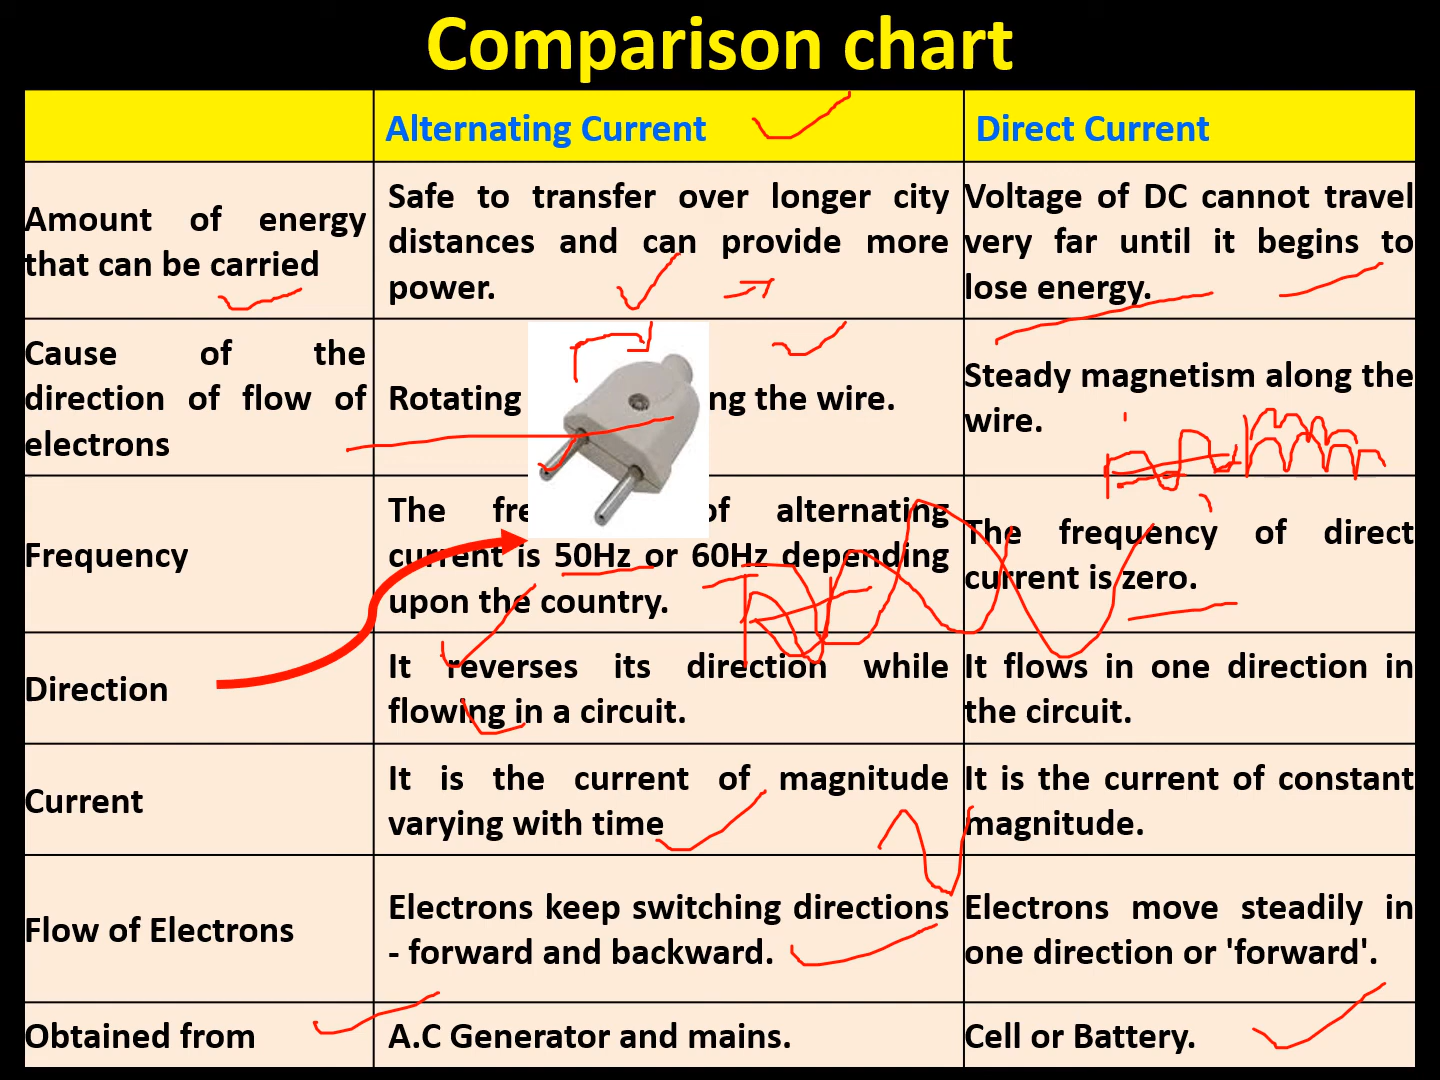 Comparison chart
Alternating Current
Direct Current
Amount of energy
that can be carried
Safe to transfer over longer city
distances and can provide more
power.
Voltage of DC cannot travel
very far until it begins to
lose energy.
Cause of the
direction of flow of
electrons
Rotating ng the wire.
Steady magnetism along the
wire.
Frequency
The fre of alternating
current is 50Hz or 60Hz depending
upon the country.
The frequency of direct
current is zero.
Direction
It reverses its direction while
flowing in a circuit.
It flows in one direction in
the circuit.
Current
It is the current of magnitude
varying with time
It is the current of constant
magnitude.
Flow of Electrons
Electrons keep switching directions
- forward and backward.
Electrons move steadily in
one direction or 'forward'.
Obtained from
A.C Generator and mains.
Cell or Battery.